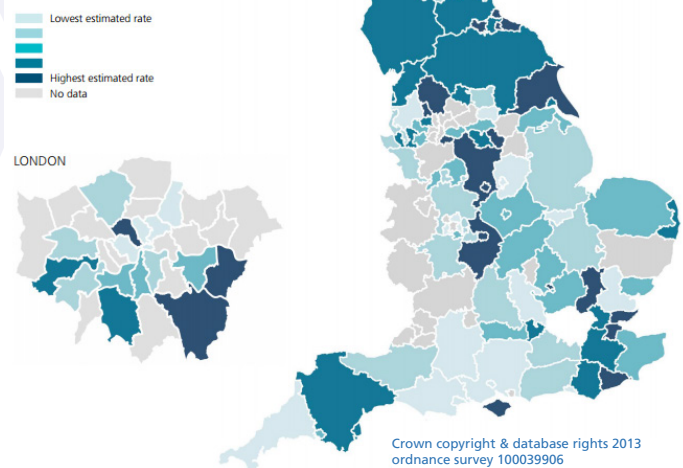 Lowest estimated rate
Highest estimated rate
No data
LONDON
Crown copyright & database rights 2013
ordnance survey 100039906